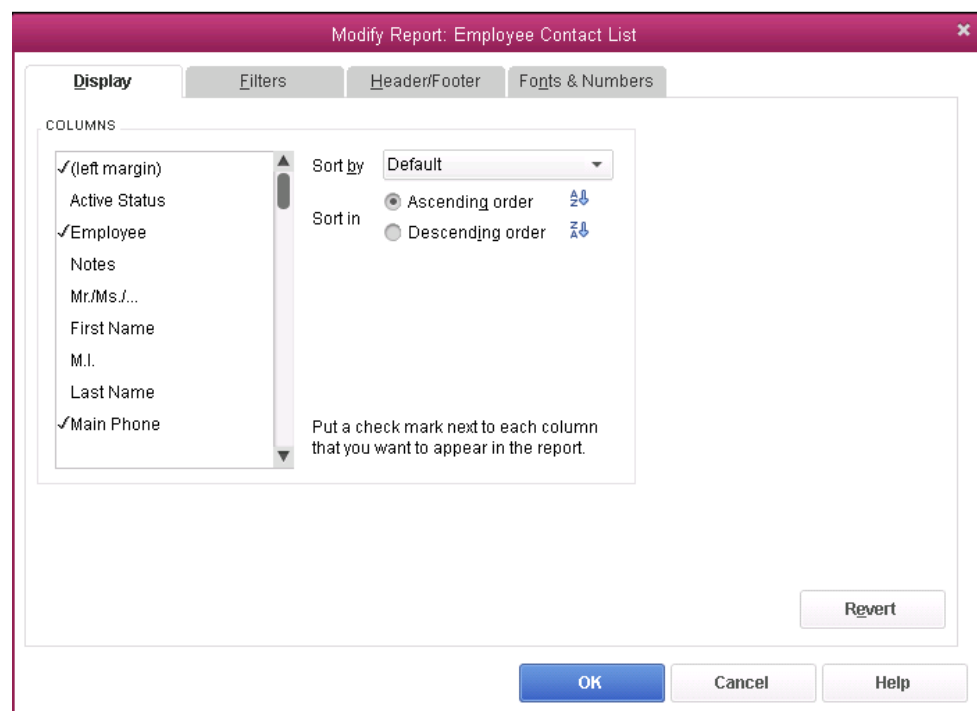 Modify Report: Employee Contact List
Display Filters Header/Footer Fonts & Numbers
COLUMNS
✓(left margin)
Active Status
✓Employee
Notes
Mr./Ms./...
First Name
M.I.
Last Name
✓Main Phone
Sort by Default
Sort in
Ascending order
Descending order
Put a check mark next to each column
that you want to appear in the report.
Revert
OK Cancel Help